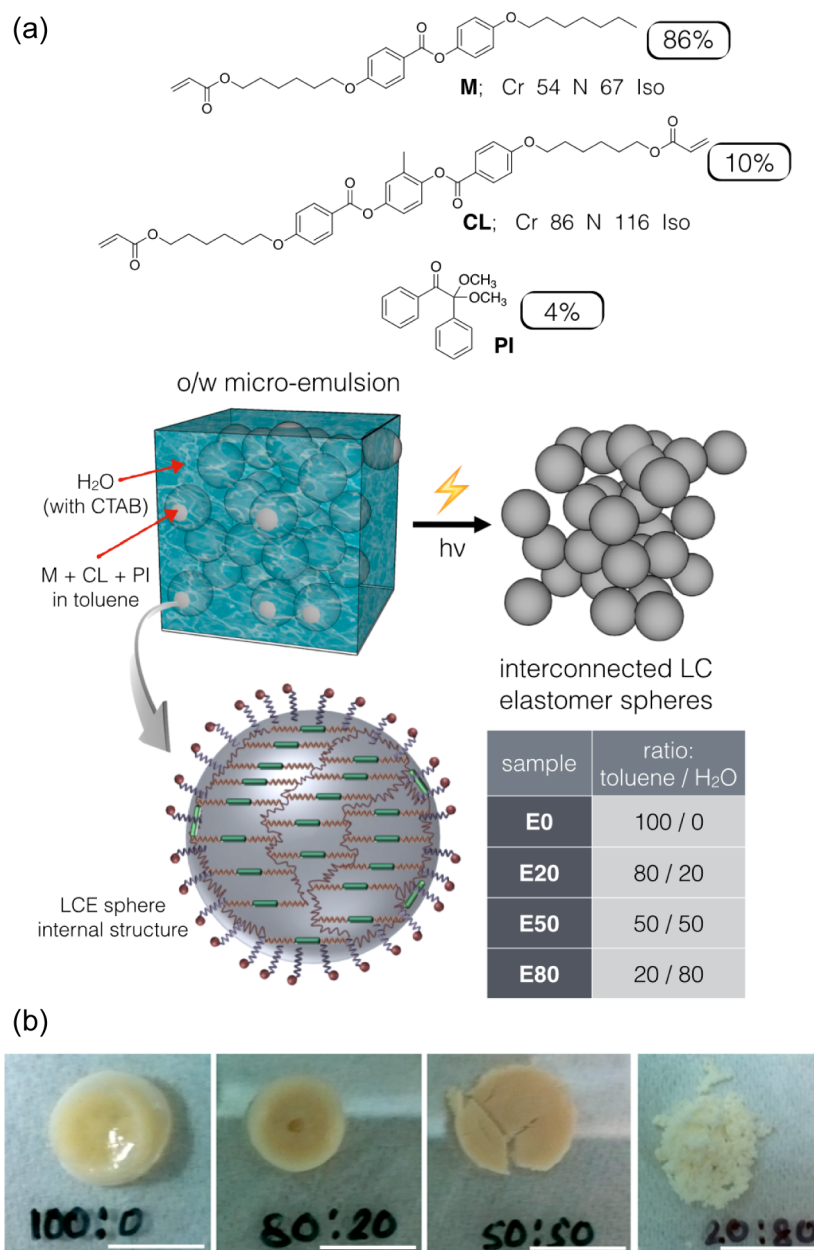 (a)
O
O
O
O
O
O
86%
M; Cr 54 N 67 Iso
O
O
O
O
O
O
O
O
O
O
10%
CL; Cr 86 N 116 Iso
O
OCH3
OCH3
4%
PI
o/w micro-emulsion
H₂O
(with CTAB)
M + CL + PI
in toluene
hv
interconnected LC
elastomer spheres
LCE sphere
internal structure
sample ratio: toluene / H₂O
E0 100 / 0
E20 80 / 20
E50 50 / 50
E80 20 / 80
(b)
100:0 80:20 50:50 20:80